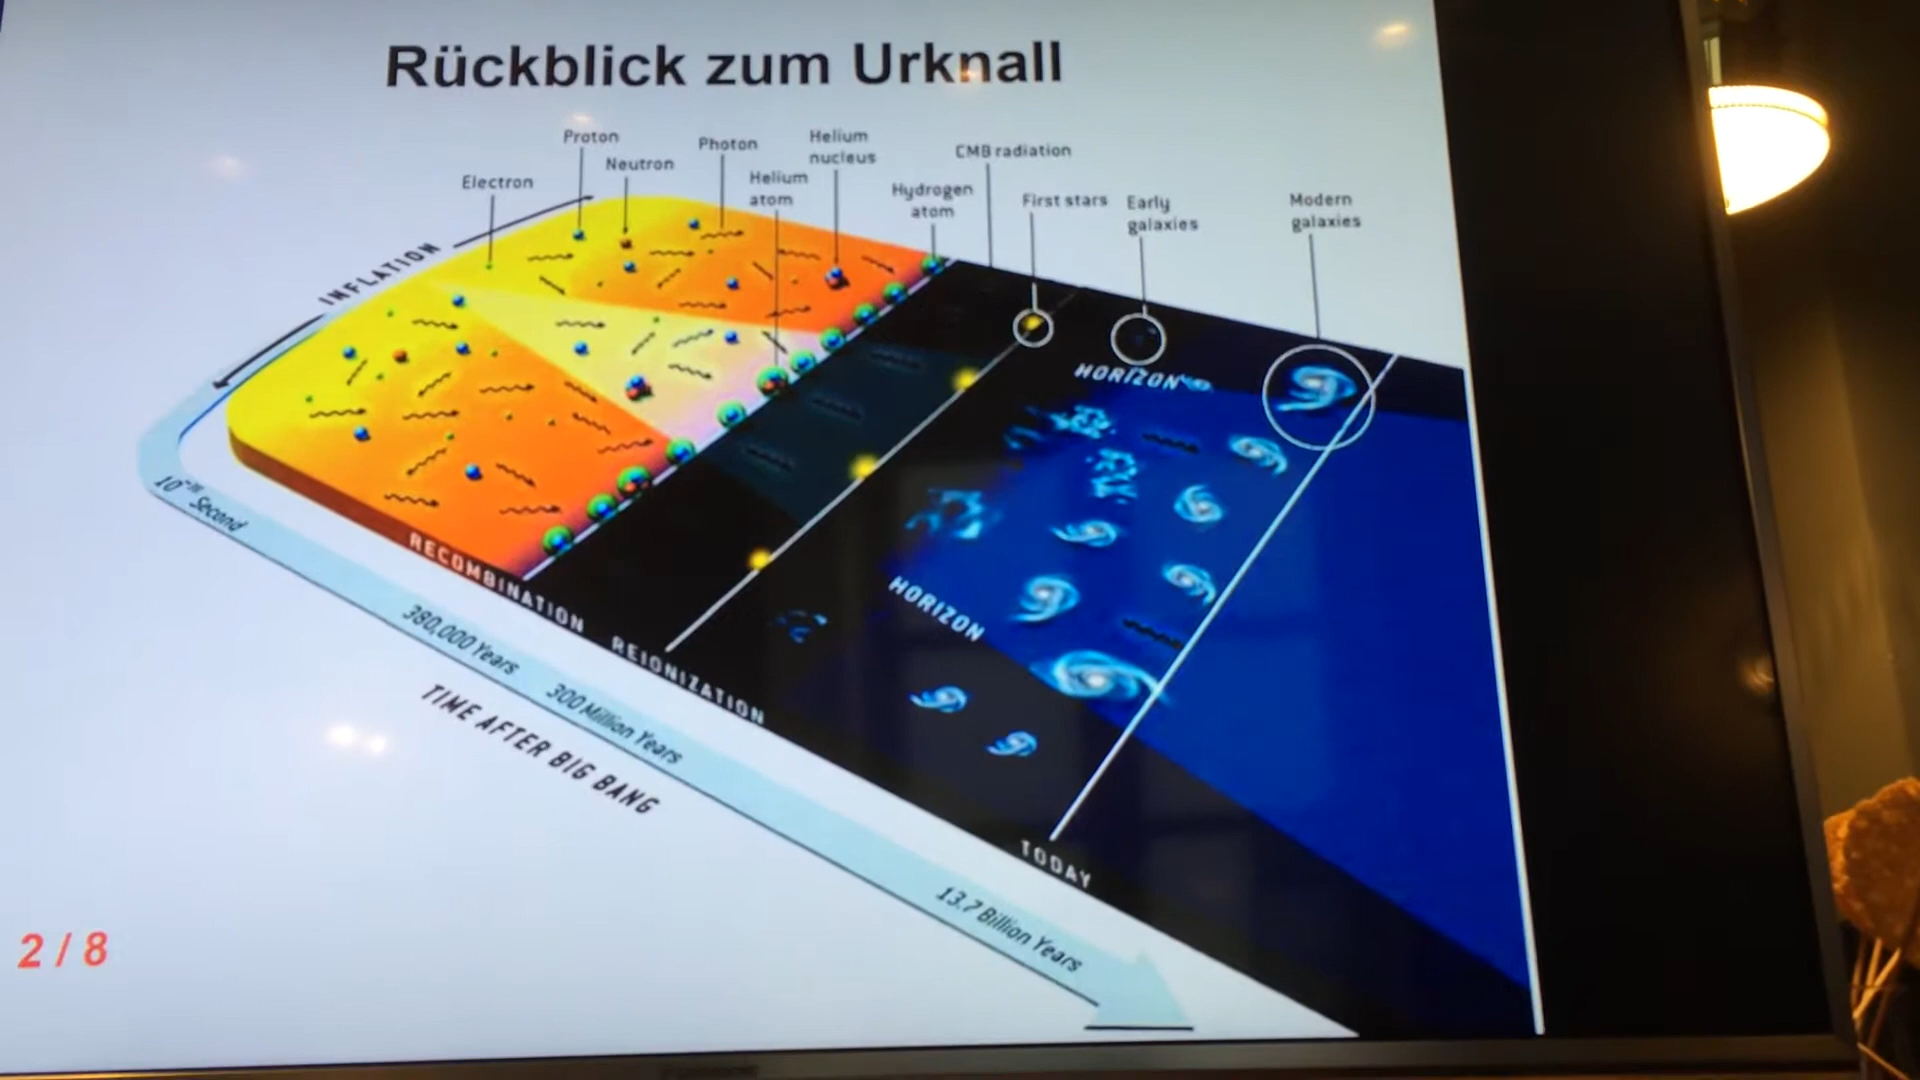 Rückblick zum Urknall
Proton
Neutron
Electron
Photon
Helium
nucleus
Helium
atom
Hydrogen
atom
CMB radiation
First stars
Early
galaxies
Modern
galaxies
INFLATION
HORIZON
HORIZON
Second
RECOMBINATION
380,000 Years
REIONIZATION
300 Million Years
TIME AFTER BIG BANG
TODAY
13.7 Billion Years
2 / 8